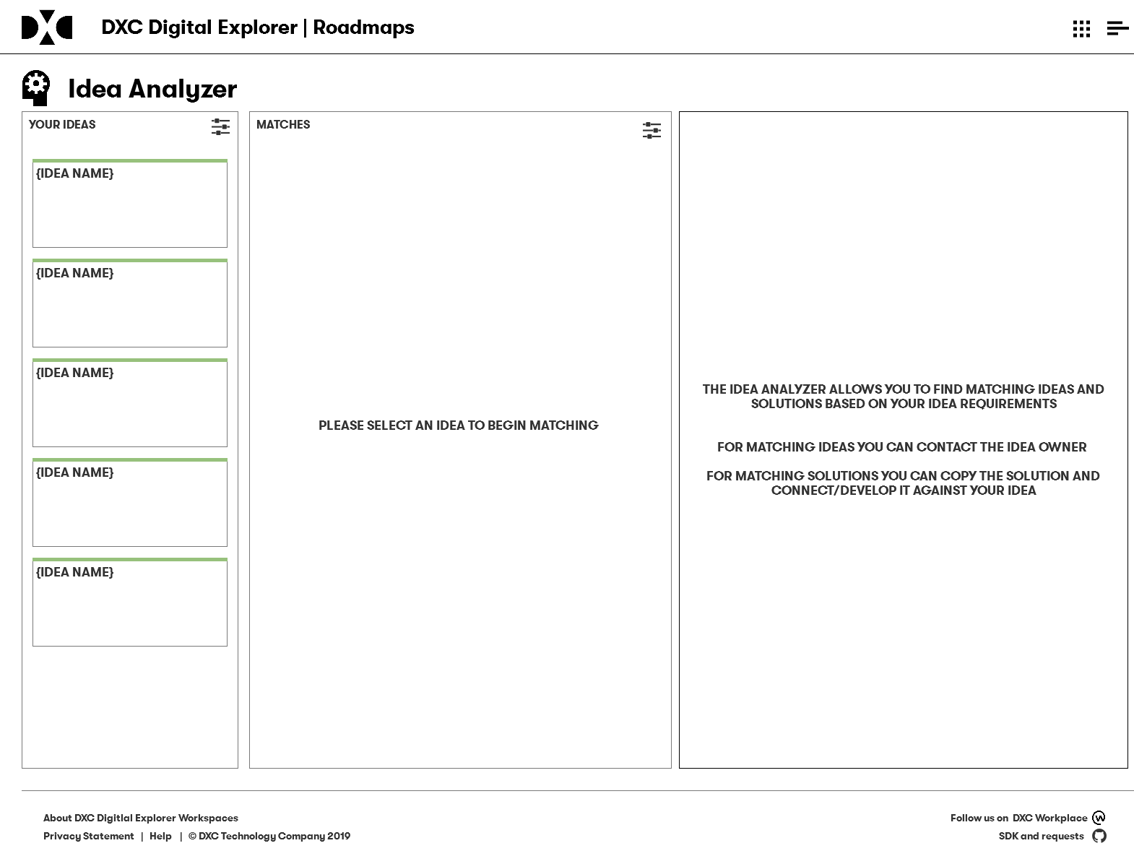 DXC Digital Explorer | Roadmaps
Idea Analyzer
YOUR IDEAS
{IDEA NAME}
{IDEA NAME}
{IDEA NAME}
{IDEA NAME}
{IDEA NAME}
MATCHES
PLEASE SELECT AN IDEA TO BEGIN MATCHING
THE IDEA ANALYZER ALLOWS YOU TO FIND MATCHING IDEAS AND
SOLUTIONS BASED ON YOUR IDEA REQUIREMENTS
FOR MATCHING IDEAS YOU CAN CONTACT THE IDEA OWNER
FOR MATCHING SOLUTIONS YOU CAN COPY THE SOLUTION AND
CONNECT/DEVELOP IT AGAINST YOUR IDEA
About DXC Digitial Explorer Workspaces
Privacy Statement | Help | © DXC Technology Company 2019
Follow us on DXC Workplace
SDK and requests